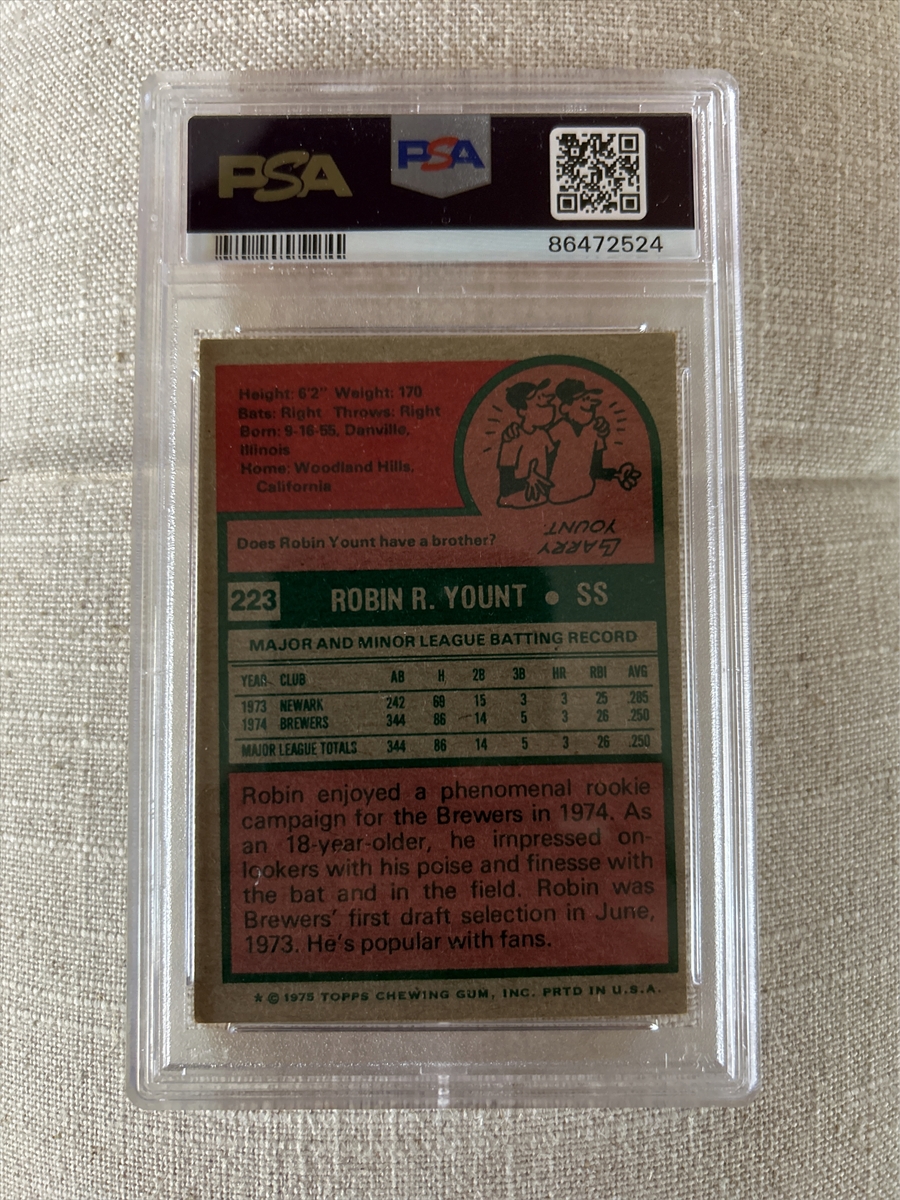 PSA PSA
86472524
Height: 6'2" Weight: 170
Bats: Right Throws: Right
Born: 9-16-55, Danville,
Illinois
Home: Woodland Hills,
California
LARRY
YOUNT
Does Robin Yount have a brother?
223 ROBIN R. YOUNT • SS
MAJOR AND MINOR LEAGUE BATTING RECORD
YEAR CLUB AB H 2B 3B HR RBI AVG
1973 NEWARK 242 69 15 3 3 25 .285
1974 BREWERS 344 86 14 5 3 26 .250
MAJOR LEAGUE TOTALS 344 86 14 5 3 26 .250
Robin enjoyed a phenomenal rookie
campaign for the Brewers in 1974. As
an 18-year-older, he impressed on-
lookers with his poise and finesse with
the bat and in the field. Robin was
Brewers' first draft selection in June,
1973. He's popular with fans.
★ © 1975 TOPPS CHEWING GUM, INC. PRTD IN U.S.A.